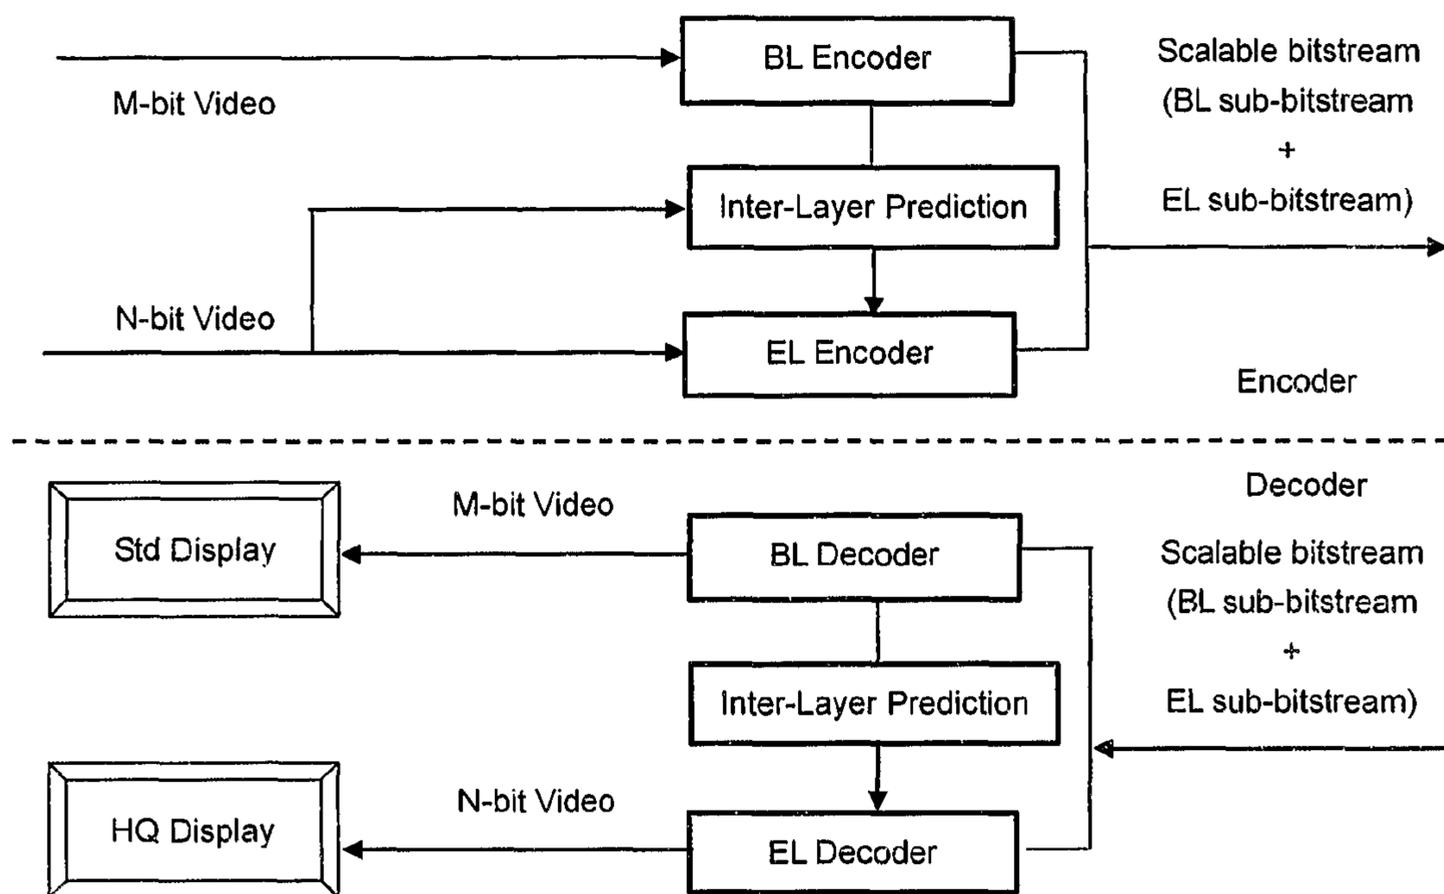 BL Encoder
M-bit Video
Scalable bitstream
(BL sub-bitstream
+
EL sub-bitstream)
Inter-Layer Prediction
N-bit Video
EL Encoder
Encoder
Decoder
M-bit Video
Std Display
BL Decoder
Scalable bitstream
(BL sub-bitstream
+
EL sub-bitstream)
Inter-Layer Prediction
N-bit Video
HQ Display
EL Decoder